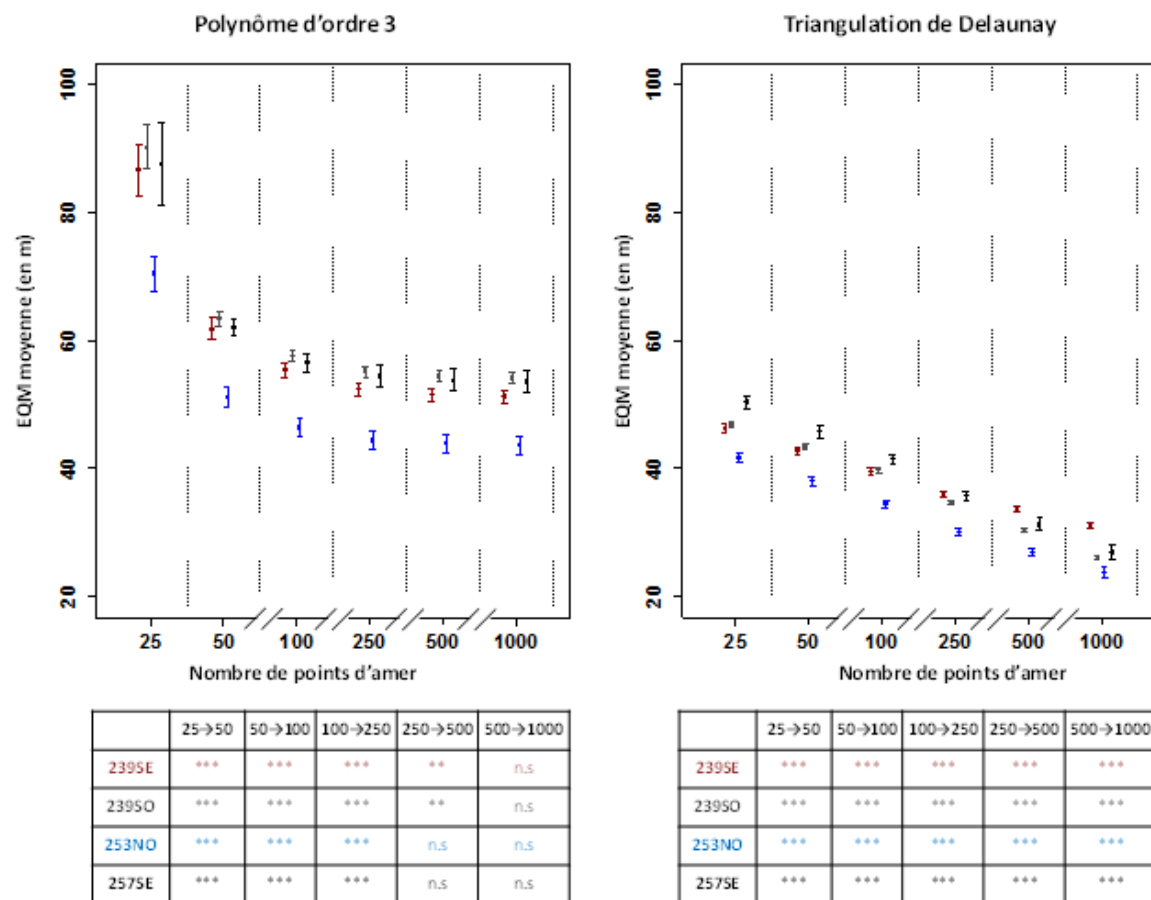 Polynôme d'ordre 3
EQM moyenne (en m)
100
80
60
40
20
25 50 100 250 500 1000
Nombre de points d'amer
25→50 50→100 100→250 250→500 500→1000
239SE *** *** *** ** n.s
239SO *** *** *** ** n.s
253NO *** *** *** n.s n.s
257SE *** *** *** n.s n.s
Triangulation de Delaunay
EQM moyenne (en m)
100
80
60
40
20
25 50 100 250 500 1000
Nombre de points d'amer
25→50 50→100 100→250 250→500 500→1000
239SE *** *** *** *** ***
239SO *** *** *** *** ***
253NO *** *** *** *** ***
257SE *** *** *** *** ***